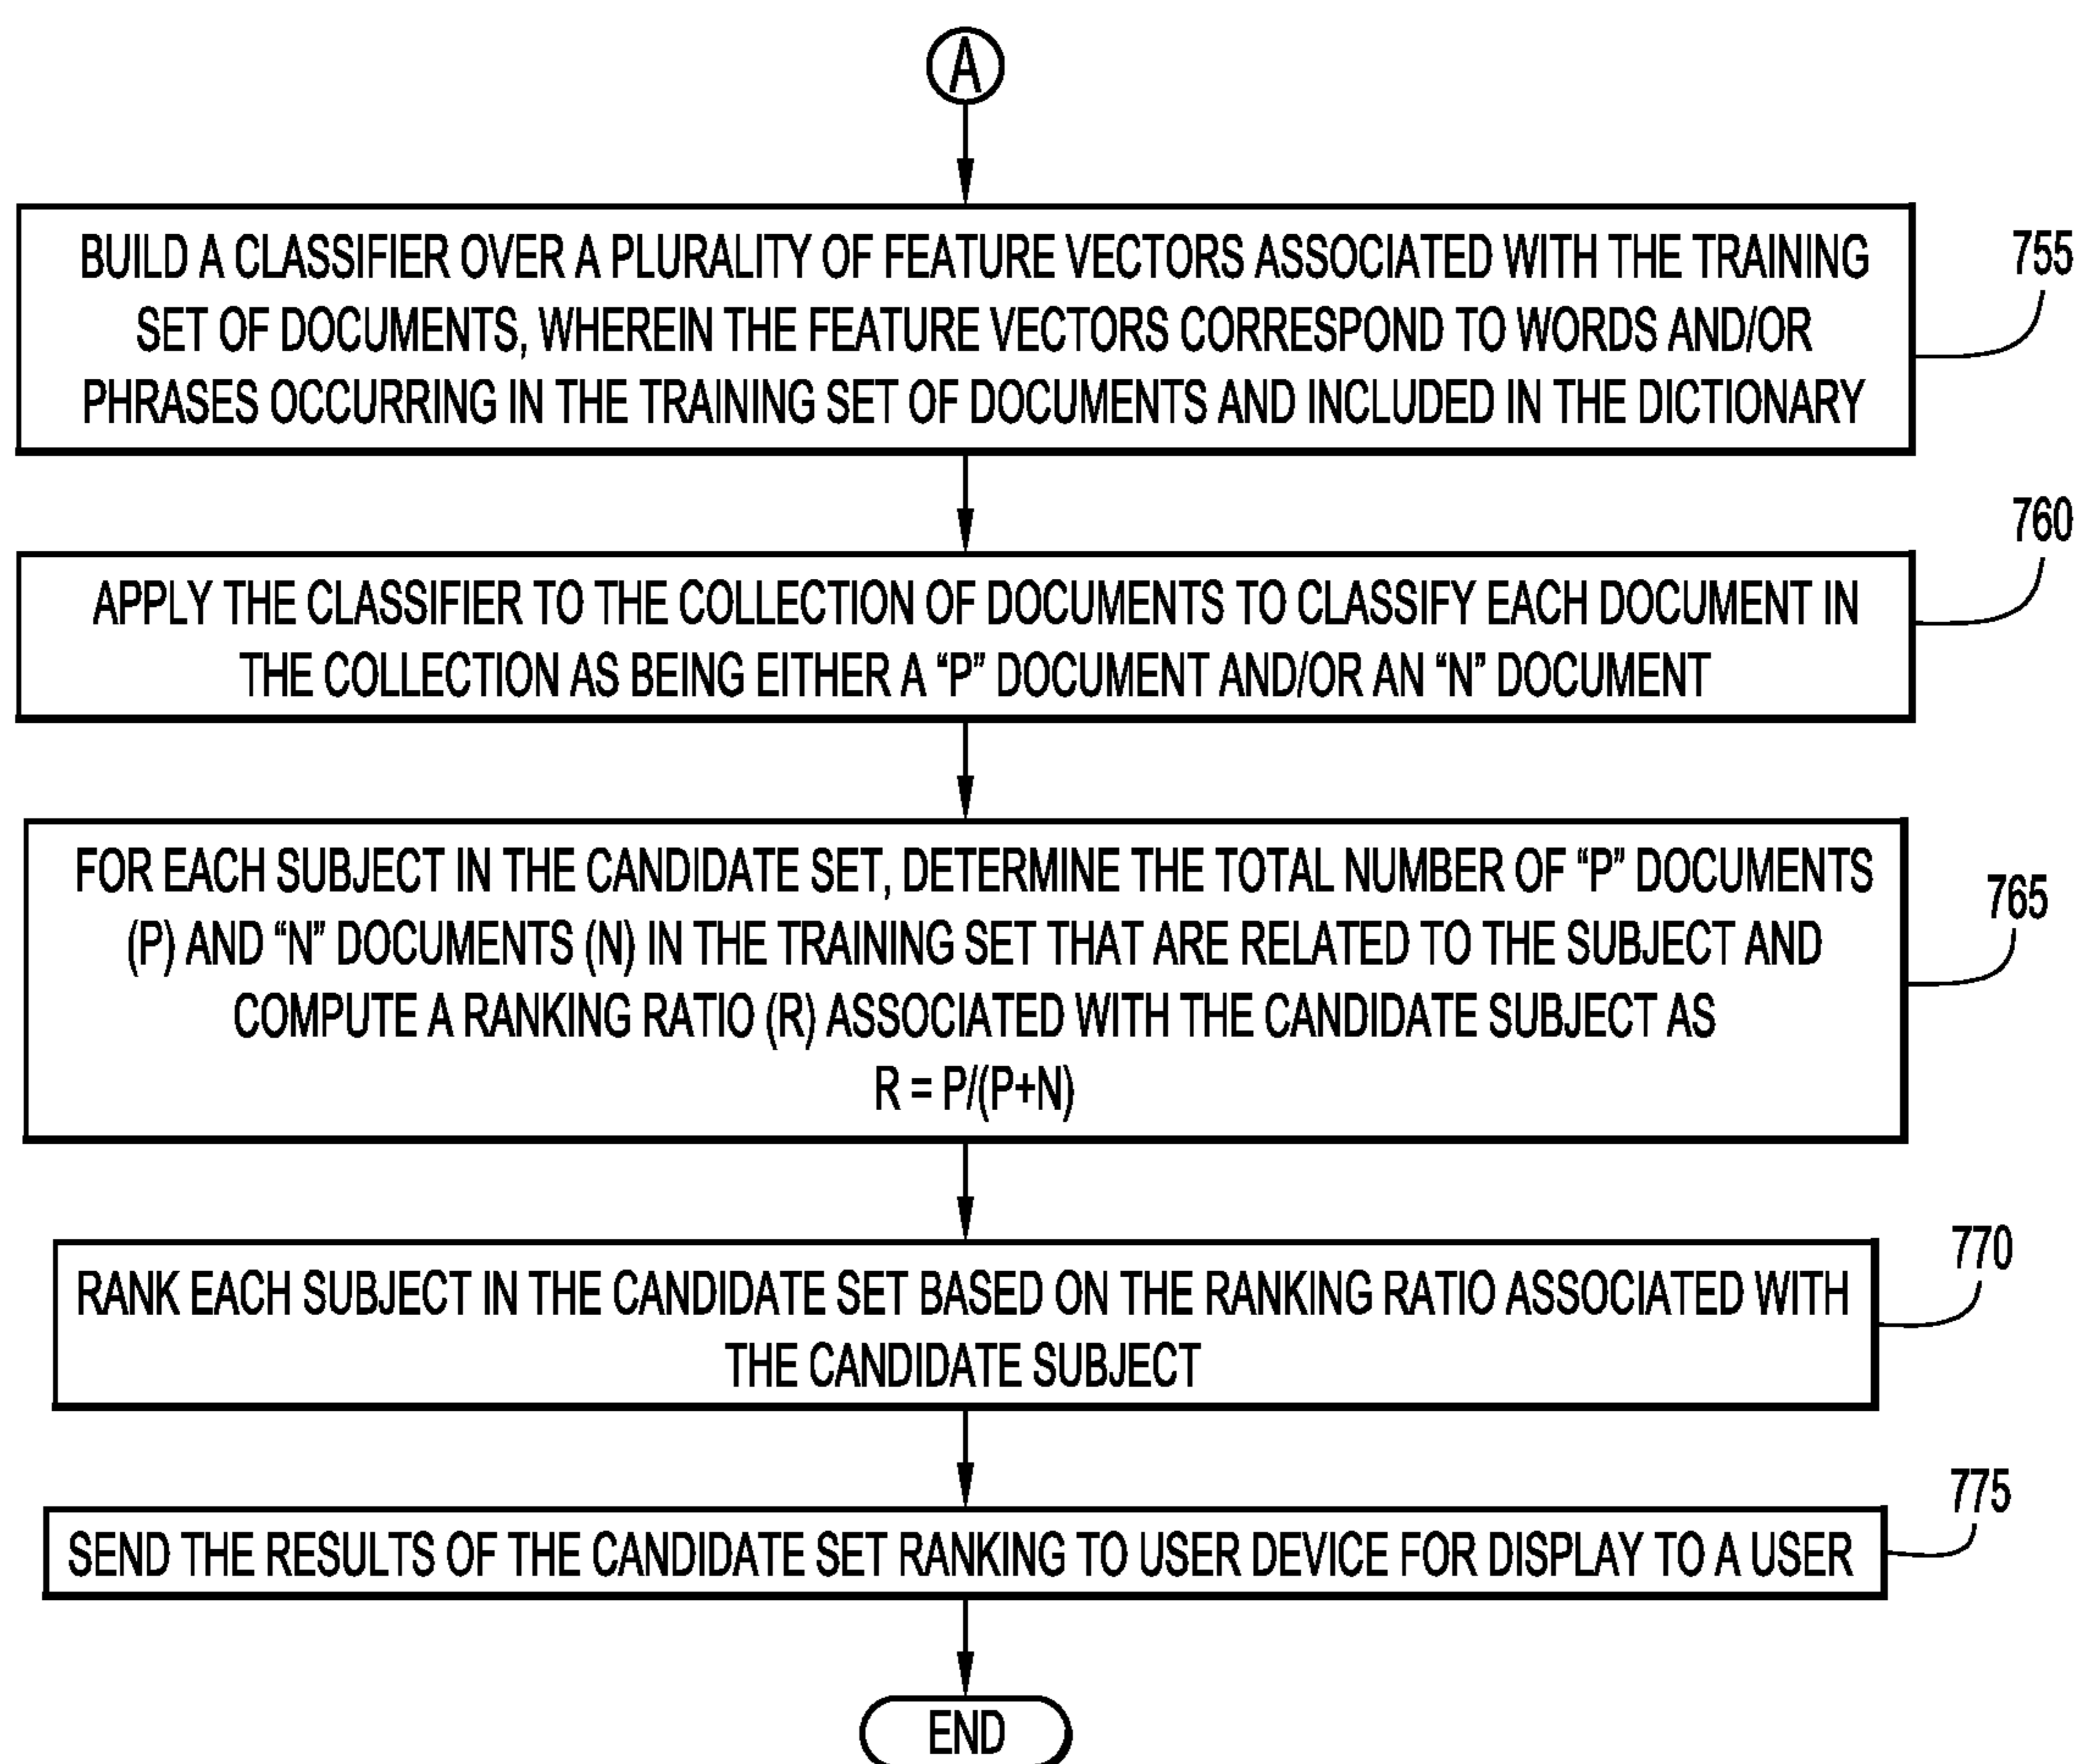 A
BUILD A CLASSIFIER OVER A PLURALITY OF FEATURE VECTORS ASSOCIATED WITH THE TRAINING
SET OF DOCUMENTS, WHEREIN THE FEATURE VECTORS CORRESPOND TO WORDS AND/OR
PHRASES OCCURRING IN THE TRAINING SET OF DOCUMENTS AND INCLUDED IN THE DICTIONARY
755
APPLY THE CLASSIFIER TO THE COLLECTION OF DOCUMENTS TO CLASSIFY EACH DOCUMENT IN
THE COLLECTION AS BEING EITHER A “P” DOCUMENT AND/OR AN “N” DOCUMENT
760
FOR EACH SUBJECT IN THE CANDIDATE SET, DETERMINE THE TOTAL NUMBER OF “P” DOCUMENTS
(P) AND “N” DOCUMENTS (N) IN THE TRAINING SET THAT ARE RELATED TO THE SUBJECT AND
COMPUTE A RANKING RATIO (R) ASSOCIATED WITH THE CANDIDATE SUBJECT AS
R = P/(P+N)
765
RANK EACH SUBJECT IN THE CANDIDATE SET BASED ON THE RANKING RATIO ASSOCIATED WITH
THE CANDIDATE SUBJECT
770
SEND THE RESULTS OF THE CANDIDATE SET RANKING TO USER DEVICE FOR DISPLAY TO A USER
775
END